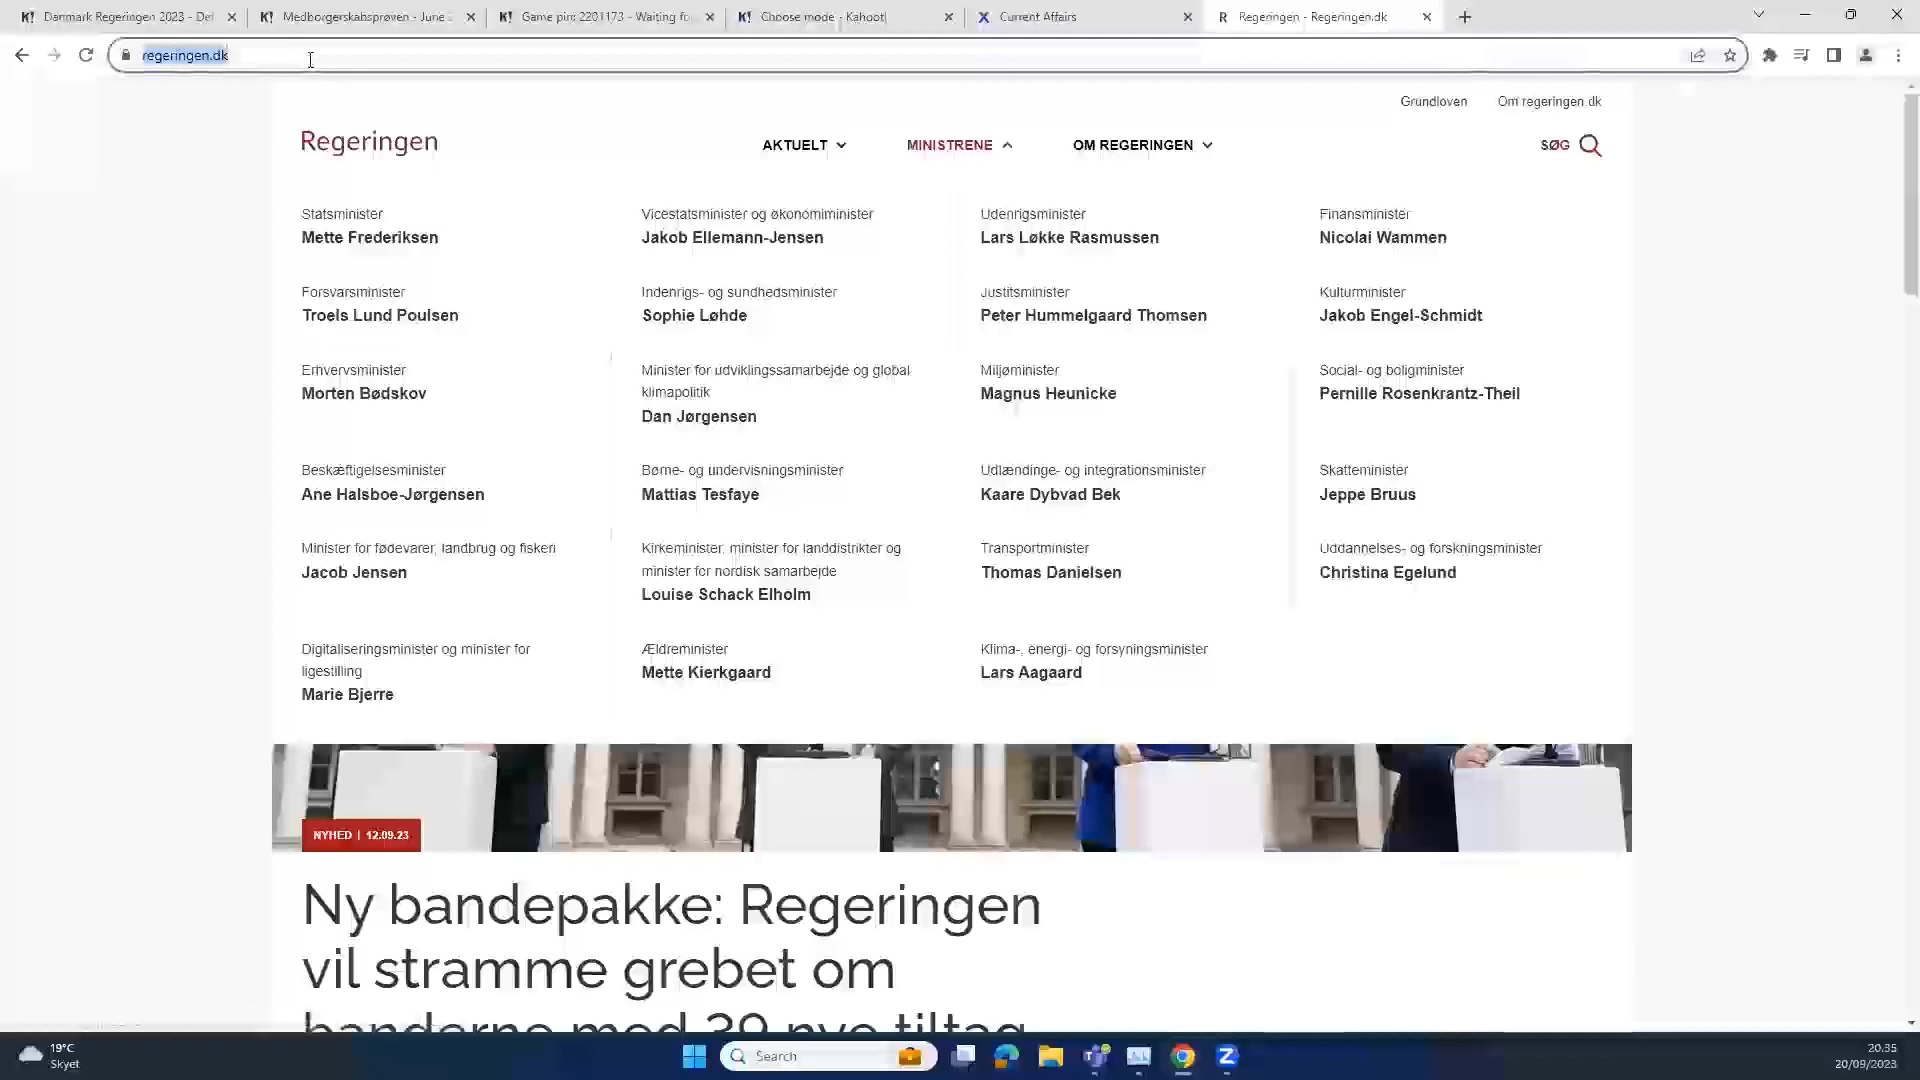 Danmark Regeringen 2023 - Det
Medborgerskabsprøven - June
Game pin: 2201173 - Waiting fo
Choose mode - Kahoot!
Current Affairs
Regeringen - Regeringen.dk
regeringen.dk
Grundloven
Om regeringen.dk
Regeringen
AKTUELT
MINISTRENE
OM REGERINGEN
SØG
Statsminister
Mette Frederiksen
Vicestatsminister og økonomiminister
Jakob Ellemann-Jensen
Udenrigsminister
Lars Løkke Rasmussen
Finansminister
Nicolai Wammen
Forsvarsminister
Troels Lund Poulsen
Indenrigs- og sundhedsminister
Sophie Løhde
Justitsminister
Peter Hummelgaard Thomsen
Kulturminister
Jakob Engel-Schmidt
Erhvervsminister
Morten Bødskov
Minister for udviklingssamarbejde og global
klimapolitik
Dan Jørgensen
Miljøminister
Magnus Heunicke
Social- og boligminister
Pernille Rosenkrantz-Theil
Beskæftigelsesminister
Ane Halsboe-Jørgensen
Børne- og undervisningsminister
Mattias Tesfaye
Udlændinge- og integrationsminister
Kaare Dybvad Bek
Skatteminister
Jeppe Bruus
Minister for fødevarer, landbrug og fiskeri
Jacob Jensen
Kirkeminister, minister for landdistrikter og
minister for nordisk samarbejde
Louise Schack Elholm
Transportminister
Thomas Danielsen
Uddannelses- og forskningsminister
Christina Egelund
Digitaliseringsminister og minister for
ligestilling
Marie Bjerre
Ældreminister
Mette Kierkgaard
Klima-, energi- og forsyningsminister
Lars Aagaard
NYHED | 12.09.23
Ny bandepakke: Regeringen
vil stramme grebet om
banderne med 39 nye tiltag
19°C
Skyet
Search
20.35
20/09/2023